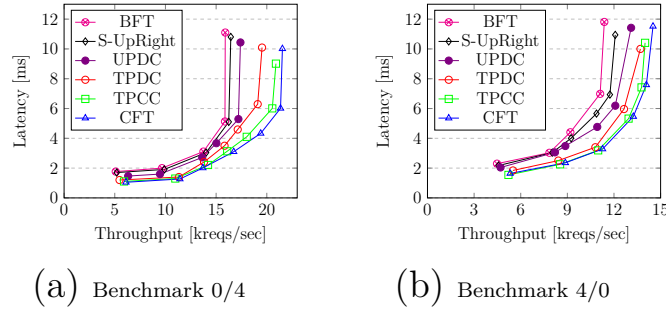 BFT
S-UpRight
UPDC
TPDC
TPCC
CFT
12
10
8
6
4
2
0
Latency [ms]
0 5 10 15 20
Throughput [kreqs/sec]
(a) Benchmark 0/4
BFT
S-UpRight
UPDC
TPDC
TPCC
CFT
12
10
8
6
4
2
0
Latency [ms]
0 3 6 9 12 15
Throughput [kreqs/sec]
(b) Benchmark 4/0